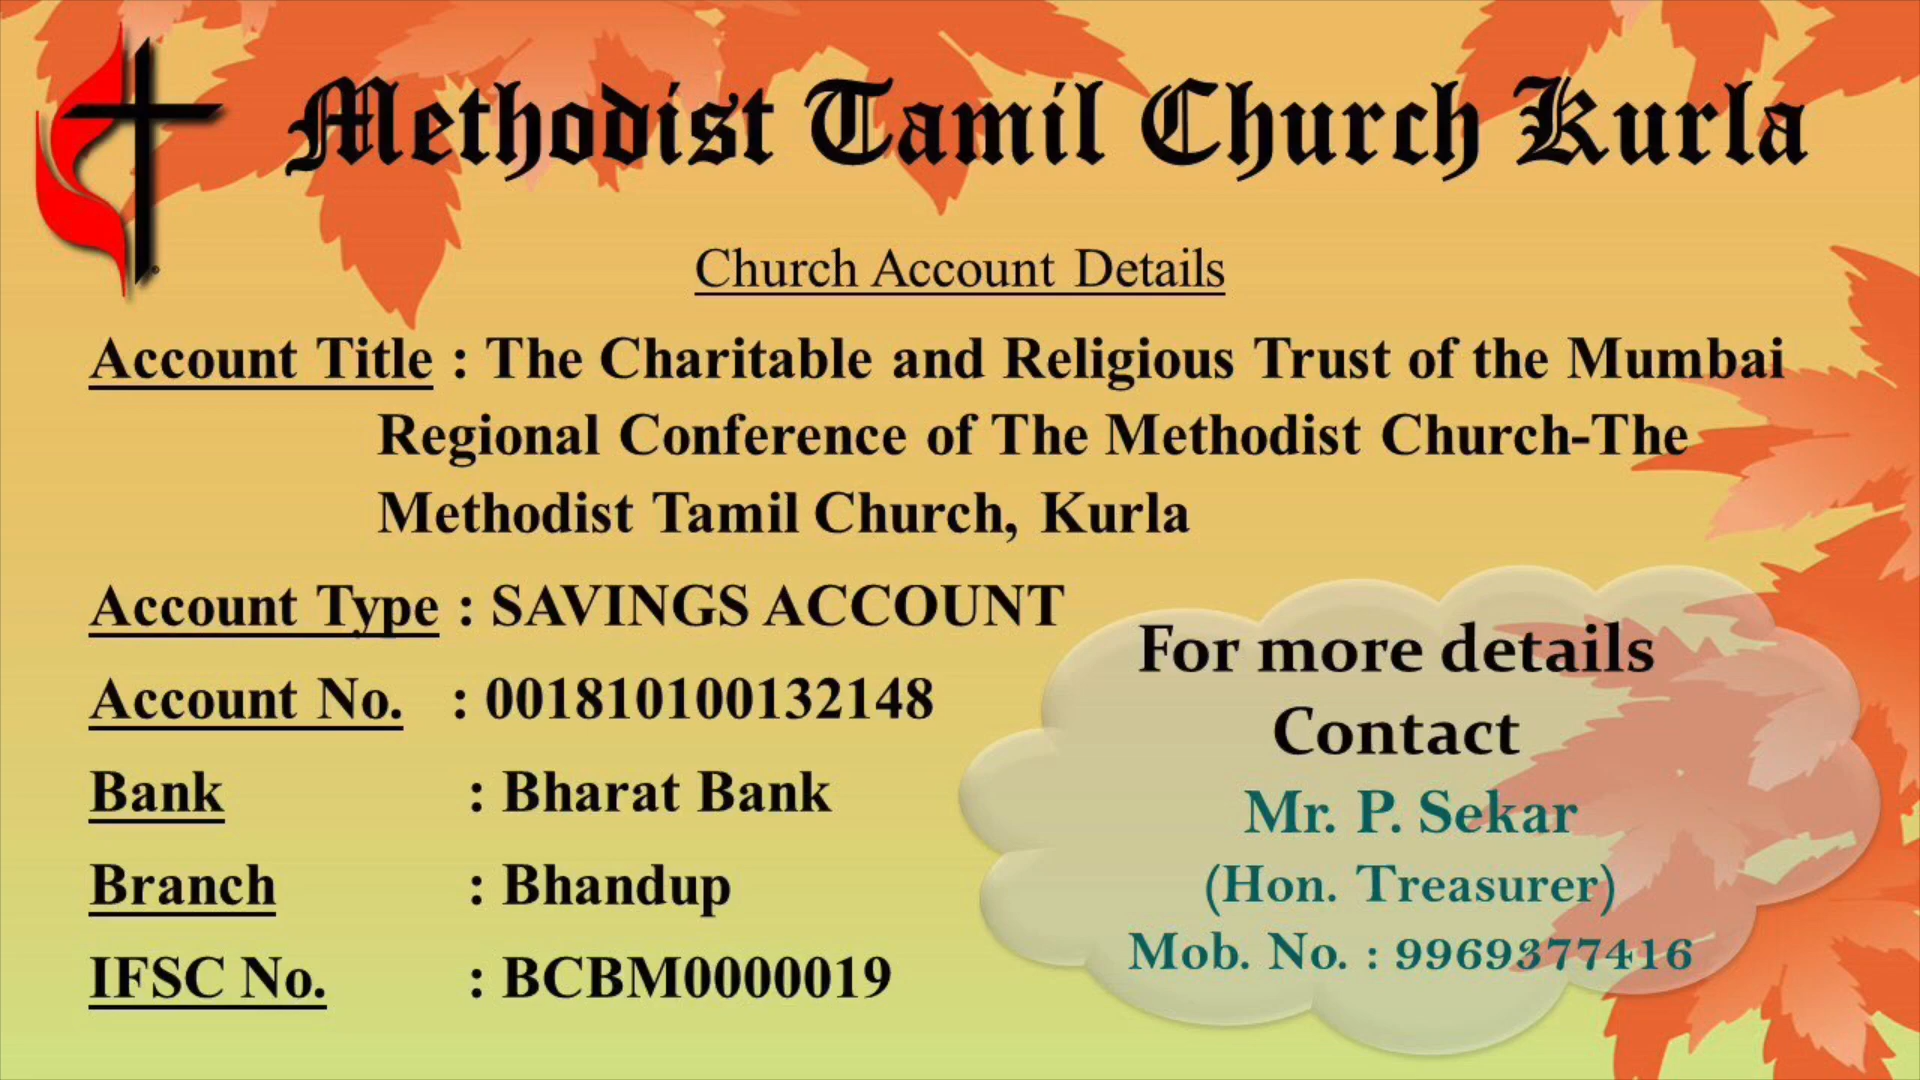 Methodist Tamil Church Kurla
Church Account Details
Account Title : The Charitable and Religious Trust of the Mumbai
Regional Conference of The Methodist Church-The
Methodist Tamil Church, Kurla
Account Type : SAVINGS ACCOUNT
Account No. : 001810100132148
Bank : Bharat Bank
Branch : Bhandup
IFSC No. : BCBM0000019
For more details
Contact
Mr. P. Sekar
(Hon. Treasurer)
Mob. No. : 9969377416